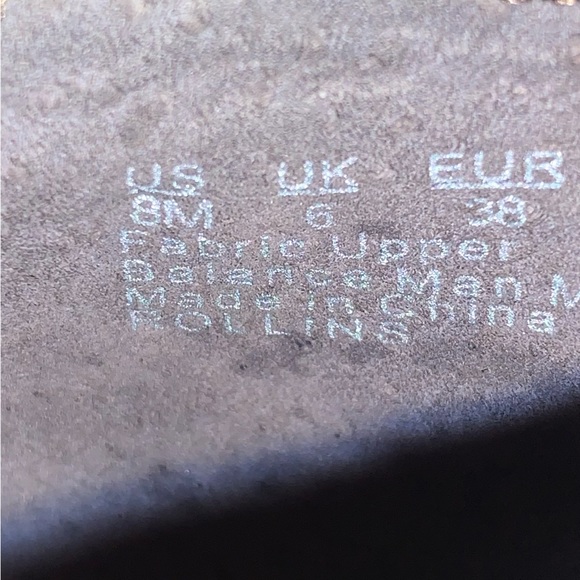 US UK EUR
8M 6 38
Fabric Upper
Balance Man M
Made in China
ROLLINS